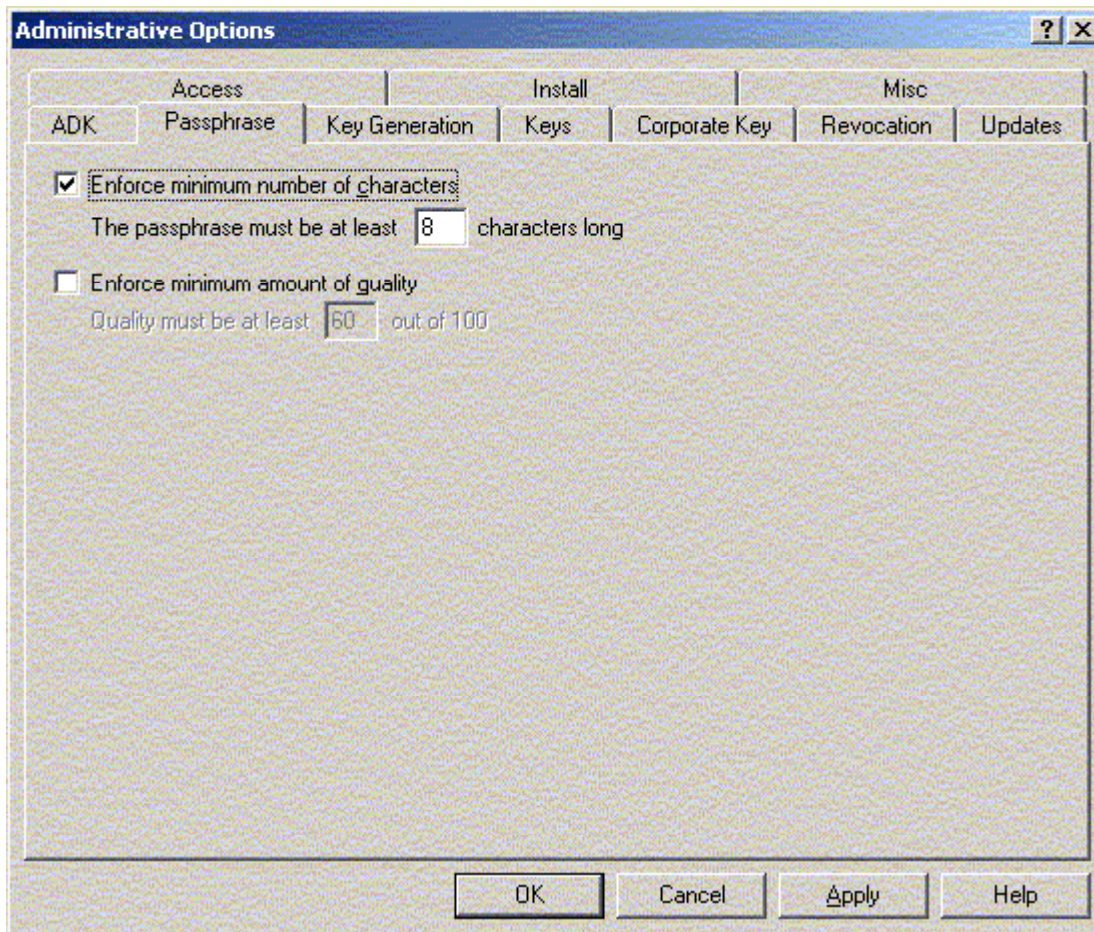 Administrative Options
Access Install Misc
ADK Passphrase Key Generation Keys Corporate Key Revocation Updates
Enforce minimum number of characters
The passphrase must be at least 8 characters long
Enforce minimum amount of quality
Quality must be at least 60 out of 100
OK Cancel Apply Help